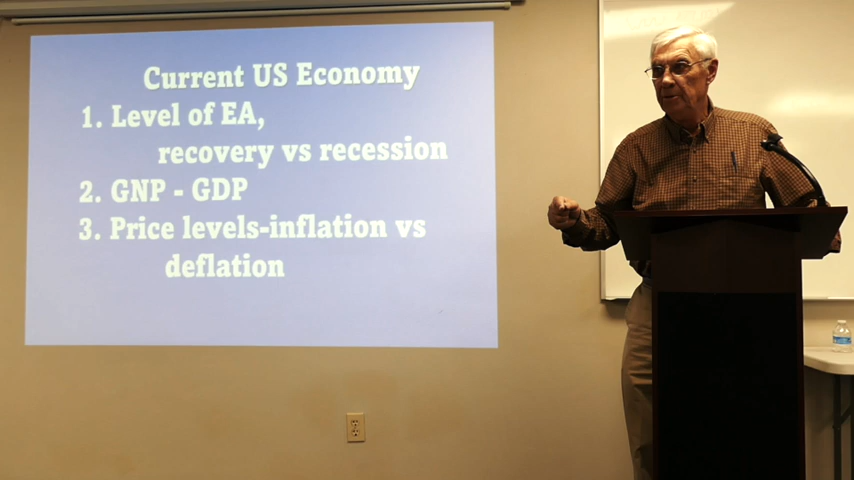 Current US Economy
1. Level of EA,
recovery vs recession
2. GNP - GDP
3. Price levels-inflation vs
deflation